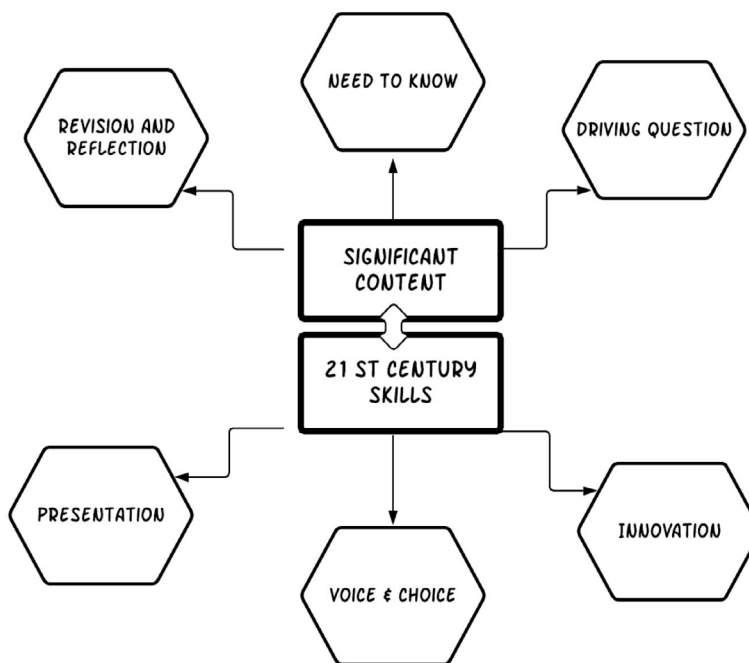 NEED TO KNOW
REVISION AND
REFLECTION
DRIVING QUESTION
SIGNIFICANT
CONTENT
21 ST CENTURY
SKILLS
PRESENTATION
INNOVATION
VOICE & CHOICE